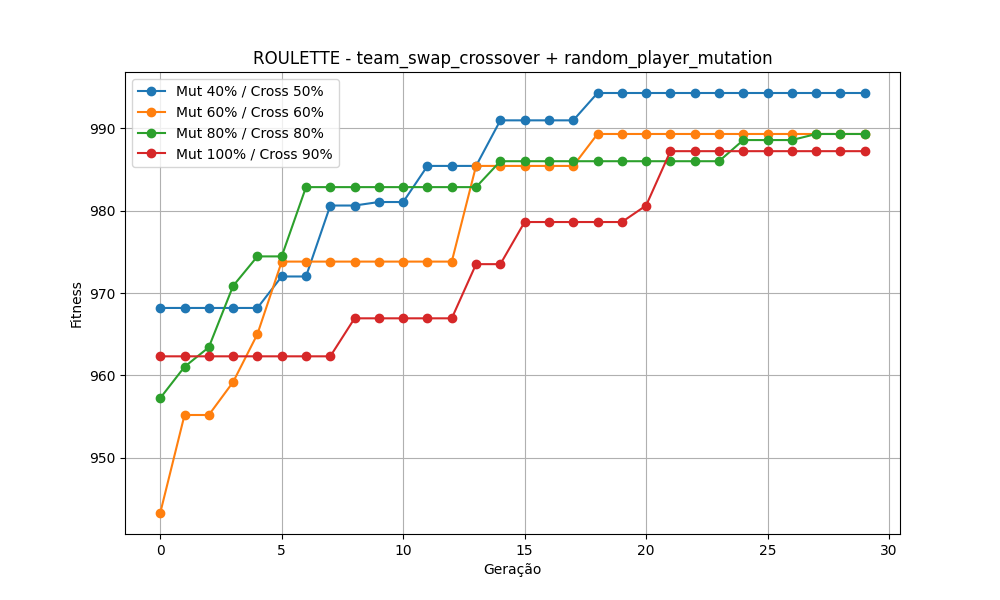 ROULETTE - team_swap_crossover + random_player_mutation
Mut 40% / Cross 50%
Mut 60% / Cross 60%
Mut 80% / Cross 80%
Mut 100% / Cross 90%
990
980
970
960
950
Fitness
0 5 10 15 20 25 30
Geração